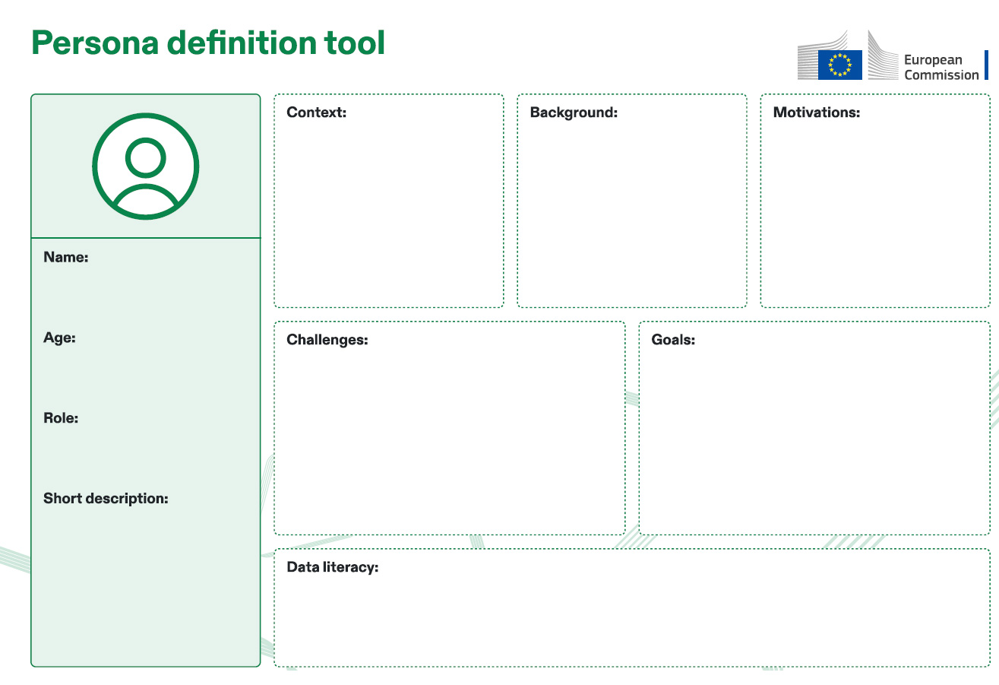 Persona definition tool
European
Commission
Name:
Age:
Role:
Short description:
Context:
Background:
Motivations:
Challenges:
Goals:
Data literacy: